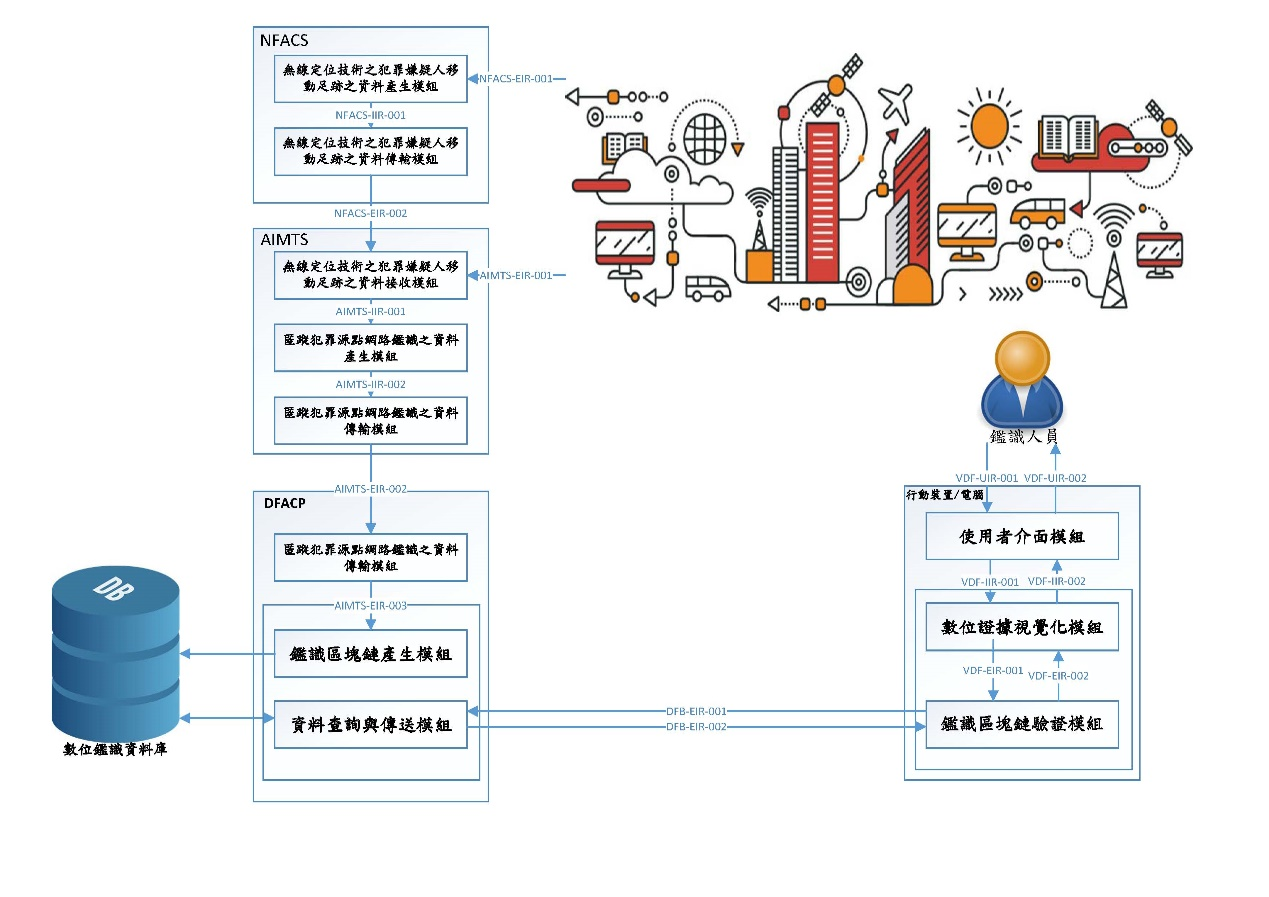 NFACS
無線定位技術之犯罪嫌疑人移
動足跡之資料產生模組
NFACS-EIR-001
NFACS-IIR-001
無線定位技術之犯罪嫌疑人移
動足跡之資料傳輸模組
NFACS-EIR-002
AIMTS
無線定位技術之犯罪嫌疑人移
動足跡之資料接收模組
AIMTS-EIR-001
AIMTS-IIR-001
匿蹤犯罪源點網路鑑識之資料
產生模組
AIMTS-IIR-002
匿蹤犯罪源點網路鑑識之資料
傳輸模組
AIMTS-EIR-002
DFACP
匿蹤犯罪源點網路鑑識之資料
傳輸模組
AIMTS-EIR-003
鑑識區塊鏈產生模組
資料查詢與傳送模組
DB
數位鑑識資料庫
DFB-EIR-001
DFB-EIR-002
鑑識人員
VDF-UIR-001
VDF-UIR-002
行動裝置/電腦
使用者介面模組
VDF-IIR-001
VDF-IIR-002
數位證據視覺化模組
VDF-EIR-001
VDF-EIR-002
鑑識區塊鏈驗證模組